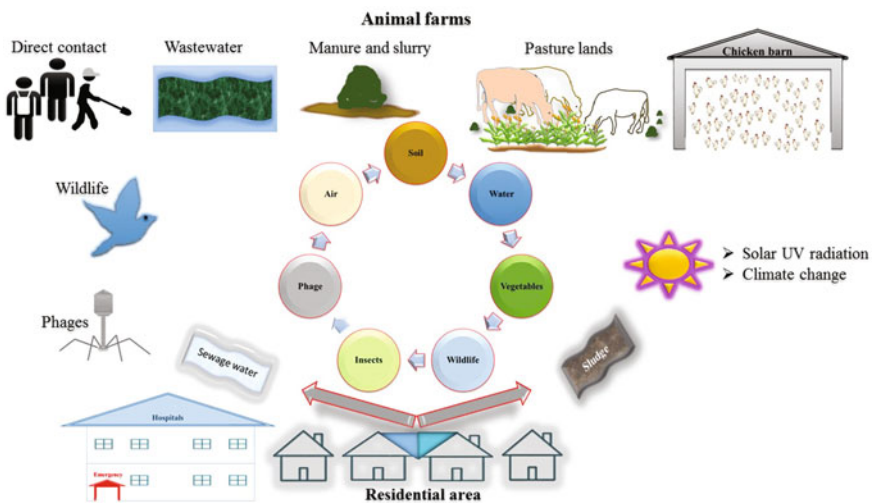 Animal farms
Direct contact
Wastewater
Manure and slurry
Pasture lands
Chicken barn
Soil
Air
Water
Wildlife
Solar UV radiation
Climate change
Phage
Vegetables
Phages
Sewage water
Insects
Wildlife
Sludge
Hospitals
Emergency
Residential area